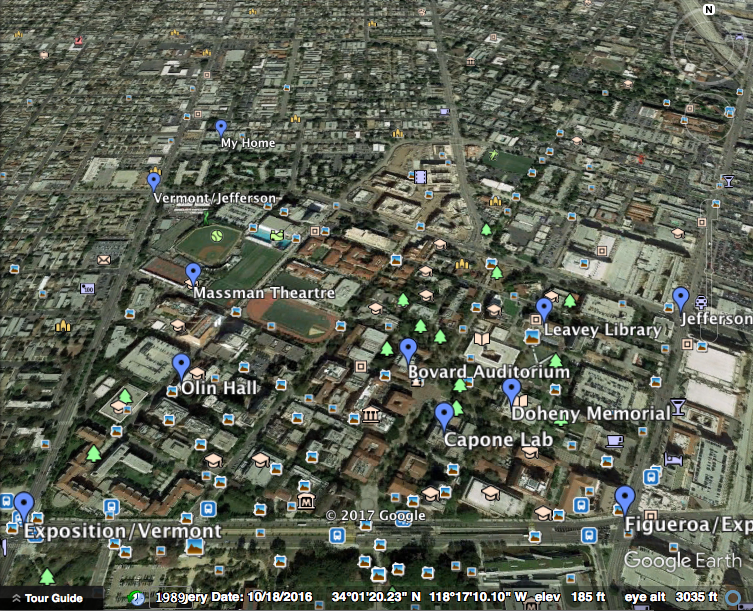 N
My Home
Vermont/Jefferson
Massman Theartre
Jefferson
Leavey Library
Bovard Auditorium
Olin Hall
Doheny Memorial
Capone Lab
© 2017 Google
Exposition/Vermont
Figueroa/Exp
Google Earth
Tour Guide 1989 gery Date: 10/18/2016 34°01'20.23" N 118°17'10.10" W elev 185 ft eye alt 3035 ft